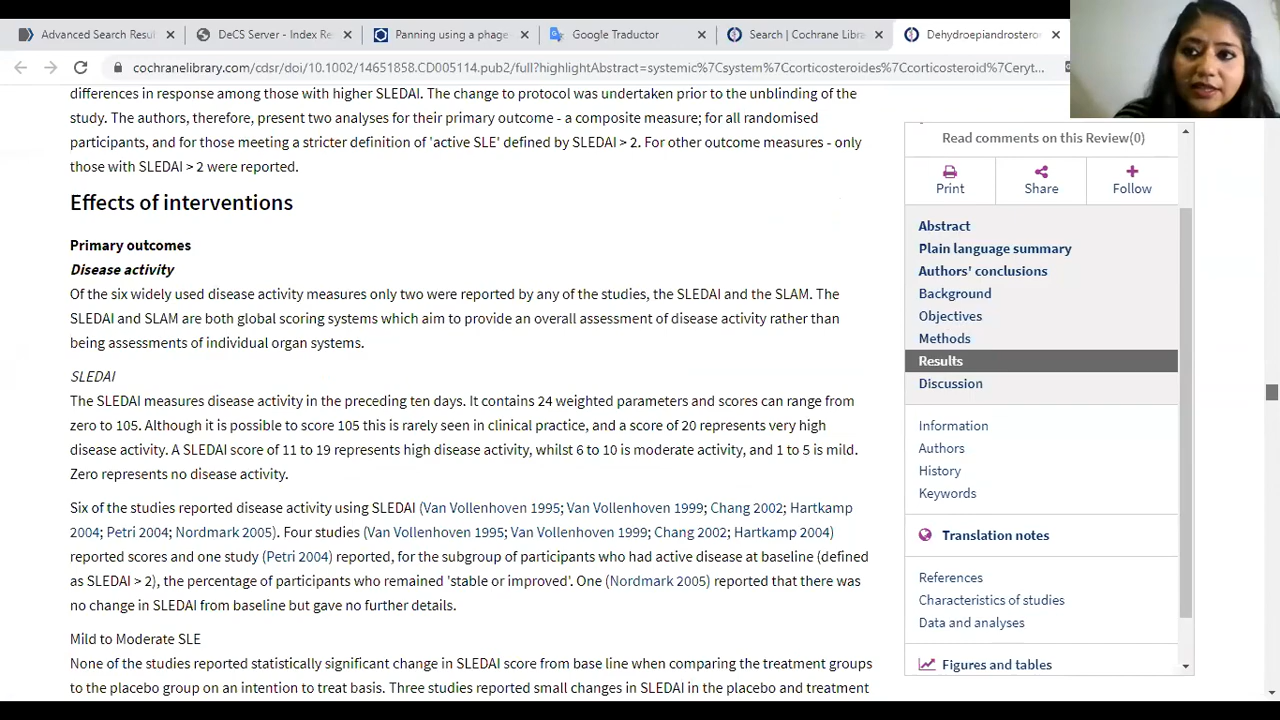 Advanced Search Resul
DeCS Server - Index Re
Panning using a phage
Google Traductor
Search | Cochrane Libra
Dehydroepiandrosteron
cochranelibrary.com/cdsr/doi/10.1002/14651858.CD005114.pub2/full?highlightAbstract=systemic%7Csystem%7Ccorticosteroides%7Ccorticosteroid%7Ceryt...
differences in response among those with higher SLEDAI. The change to protocol was undertaken prior to the unblinding of the
study. The authors, therefore, present two analyses for their primary outcome - a composite measure; for all randomised
participants, and for those meeting a stricter definition of 'active SLE' defined by SLEDAI > 2. For other outcome measures - only
those with SLEDAI > 2 were reported.
Effects of interventions
Primary outcomes
Disease activity
Of the six widely used disease activity measures only two were reported by any of the studies, the SLEDAI and the SLAM. The
SLEDAI and SLAM are both global scoring systems which aim to provide an overall assessment of disease activity rather than
being assessments of individual organ systems.
SLEDAI
The SLEDAI measures disease activity in the preceding ten days. It contains 24 weighted parameters and scores can range from
zero to 105. Although it is possible to score 105 this is rarely seen in clinical practice, and a score of 20 represents very high
disease activity. A SLEDAI score of 11 to 19 represents high disease activity, whilst 6 to 10 is moderate activity, and 1 to 5 is mild.
Zero represents no disease activity.
Six of the studies reported disease activity using SLEDAI (Van Vollenhoven 1995; Van Vollenhoven 1999; Chang 2002; Hartkamp
2004; Petri 2004; Nordmark 2005). Four studies (Van Vollenhoven 1995; Van Vollenhoven 1999; Chang 2002; Hartkamp 2004)
reported scores and one study (Petri 2004) reported, for the subgroup of participants who had active disease at baseline (defined
as SLEDAI > 2), the percentage of participants who remained 'stable or improved'. One (Nordmark 2005) reported that there was
no change in SLEDAI from baseline but gave no further details.
Mild to Moderate SLE
None of the studies reported statistically significant change in SLEDAI score from base line when comparing the treatment groups
to the placebo group on an intention to treat basis. Three studies reported small changes in SLEDAI in the placebo and treatment
Read comments on this Review(0)
Print
Share
Follow
Abstract
Plain language summary
Authors' conclusions
Background
Objectives
Methods
Results
Discussion
Information
Authors
History
Keywords
Translation notes
References
Characteristics of studies
Data and analyses
Figures and tables